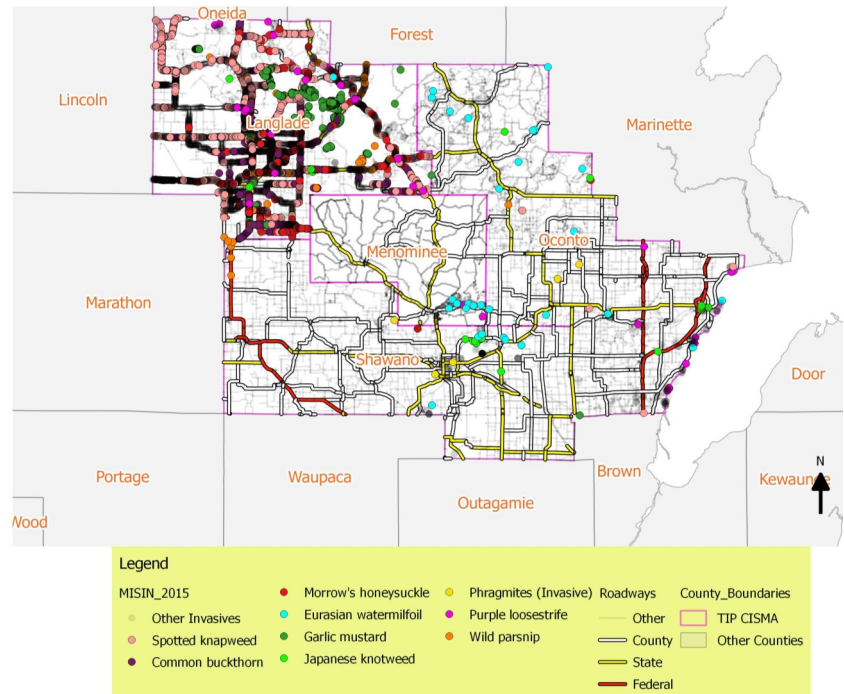 Oneida
Forest
Lincoln
Langlade
Marinette
Menominee
Oconto
Marathon
Shawano
Door
Portage
Waupaca
Brown
Kewaunee
Outagamie
Wood
N
Legend
MISIN_2015
Other Invasives
Spotted knapweed
Common buckthorn
Morrow's honeysuckle
Eurasian watermilfoil
Garlic mustard
Japanese knotweed
Phragmites (Invasive)
Purple loosestrife
Wild parsnip
Roadways
Other
County
State
Federal
County_Boundaries
TIP CISMA
Other Counties